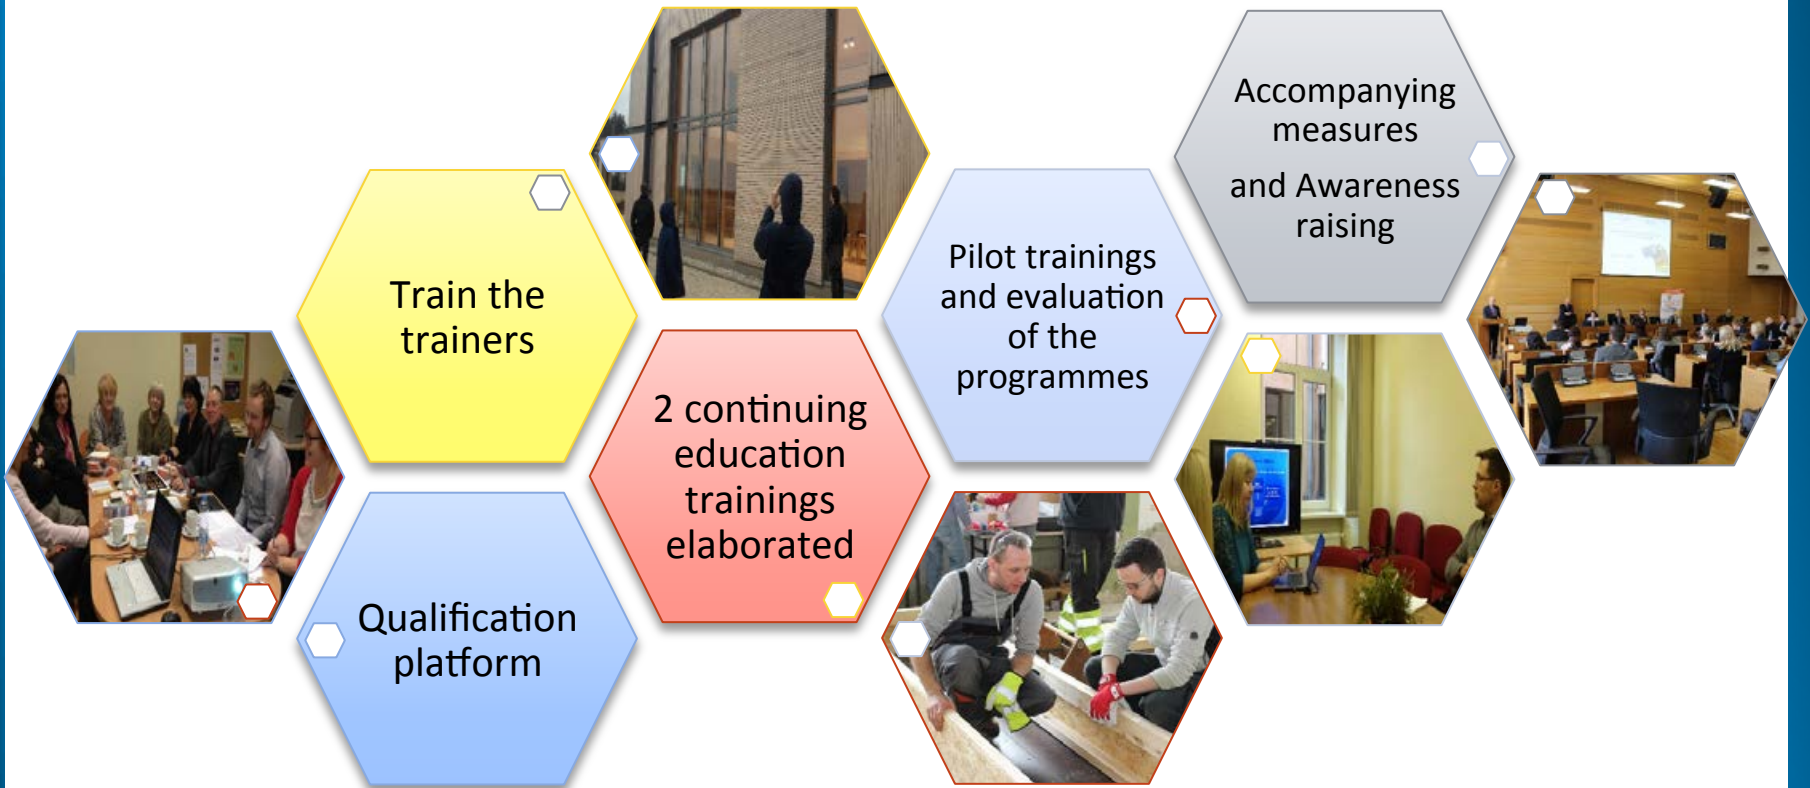 Train the
trainers
Qualification
platform
2 continuing
education
trainings
elaborated
Pilot trainings
and evaluation
of the
programmes
Accompanying
measures
and Awareness
raising